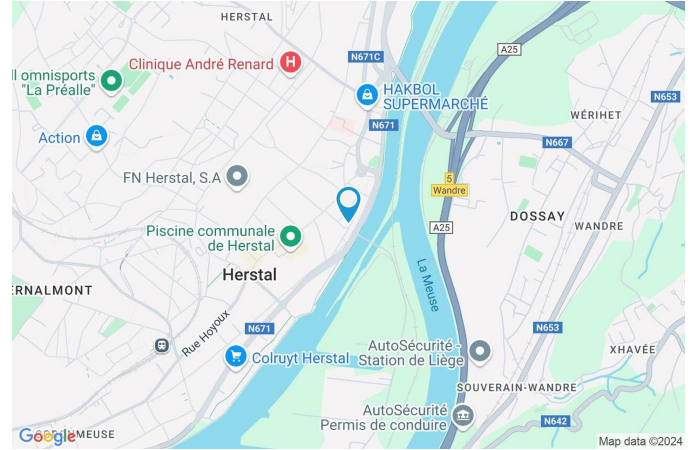 HERSTAL
A25
N671C
Clinique André Renard
ll omnisports
"La Préalle"
N653
HAKBOL
SUPERMARCHÉ
WÉRIHET
N671
Action
N667
FN Herstal, S.A
5
Wandre
DOSSAY
WANDRE
Piscine communale
de Herstal
A25
Herstal
La Meuse
ERNALMONT
N671
Rue Hoyoux
N653
AutoSécurité -
Station de Liège
XHAVÉE
Colruyt Herstal
SOUVERAIN-WANDRE
AutoSécurité
Permis de conduire
N642
Google
MEUSE
Map data ©2024